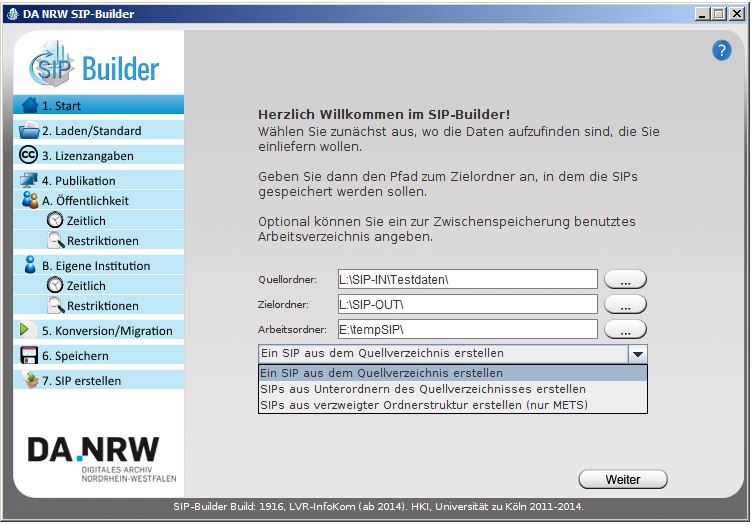 DA NRW SIP-Builder
SIP Builder
1. Start
2. Laden/Standard
cc 3. Lizenzangaben
4. Publikation
A. Öffentlichkeit
Zeitlich
Restriktionen
B. Eigene Institution
Zeitlich
Restriktionen
5. Konversion/Migration
6. Speichern
7. SIP erstellen
DA.NRW
DIGITALES ARCHIV
NORDRHEIN-WESTFALEN
?
Herzlich Willkommen im SIP-Builder!
Wählen Sie zunächst aus, wo die Daten aufzufinden sind, die Sie
einliefern wollen.
Geben Sie dann den Pfad zum Zielordner an, in dem die SIPs
gespeichert werden sollen.
Optional können Sie ein zur Zwischenspeicherung benutztes
Arbeitsverzeichnis angeben.
Quellordner: L:\SIP-IN\Testdaten\ ...
Zielordner: L:\SIP-OUT\ ...
Arbeitsordner: E:\tempSIP\ ...
Ein SIP aus dem Quellverzeichnis erstellen
Ein SIP aus dem Quellverzeichnis erstellen
SIPs aus Unterordnern des Quellverzeichnisses erstellen
SIPs aus verzweigter Ordnerstruktur erstellen (nur METS)
Weiter
SIP-Builder Build: 1916, LVR-InfoKom (ab 2014). HKI, Universität zu Köln 2011-2014.